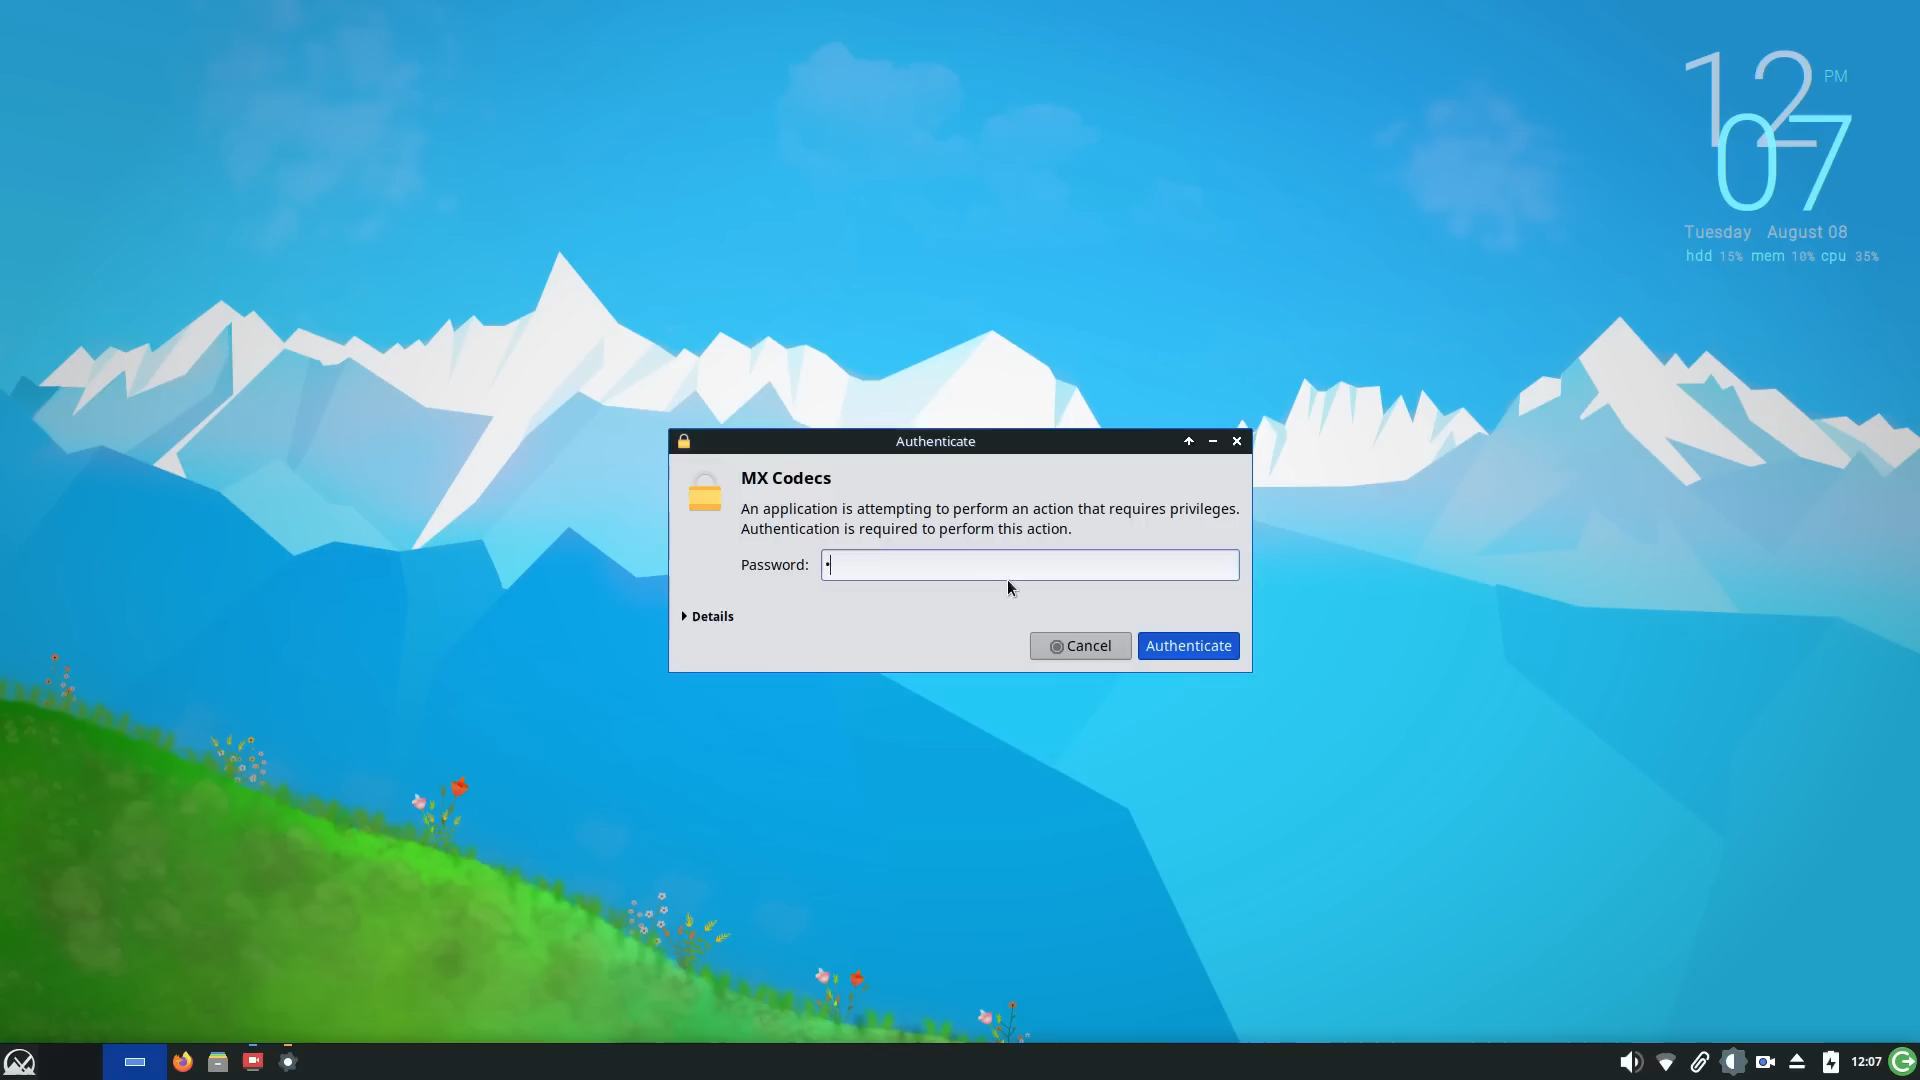 12 PM
07
Tuesday August 08
hdd 15% mem 10% cpu 35%
Authenticate
MX Codecs
An application is attempting to perform an action that requires privileges.
Authentication is required to perform this action.
Password: •
Details
Cancel Authenticate
12:07